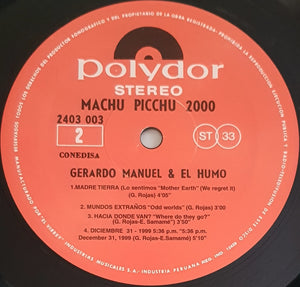 polydor
STEREO
MACHU PICCHU 2000
2403 003
2
CONEDISA
ST 33
GERARDO MANUEL & EL HUMO
1.MADRE TIERRA (Lo sentimos "Mother Earth" (We regret it)
(G. Rojas) 4'05"
2. MUNDOS EXTRAÑOS "Odd worlds" (G. Rojas) 3'00
3. HACIA DONDE VAN? "Where do they go?"
(G. Rojas-E. Samamé) 3'50"
4. DICIEMBRE 31 - 1999 5:36 p.m. "5:36 p.m.
December 31, 1999 (G. Rojas-E.Samamé) 5'10"
INDUSTRIA PERUANA